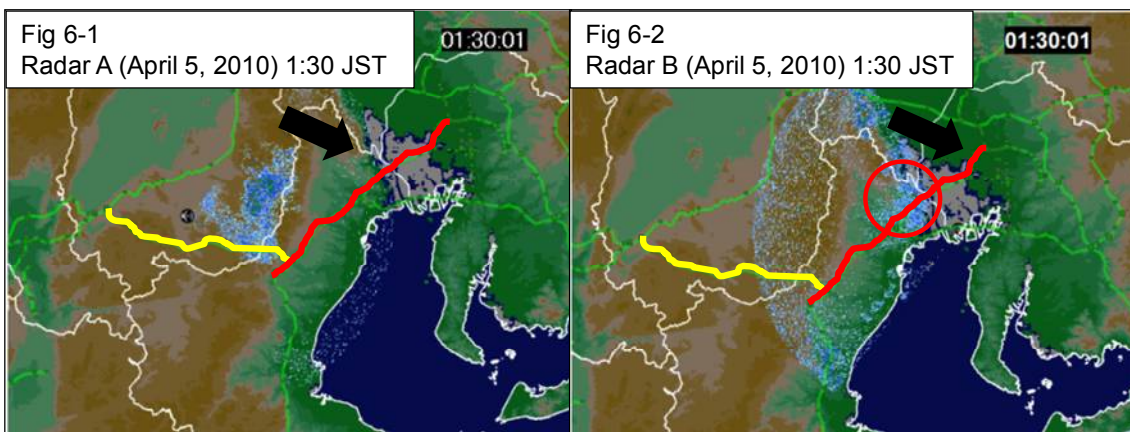 Fig 6-1
Radar A (April 5, 2010) 1:30 JST
01:30:01
Fig 6-2
Radar B (April 5, 2010) 1:30 JST
01:30:01